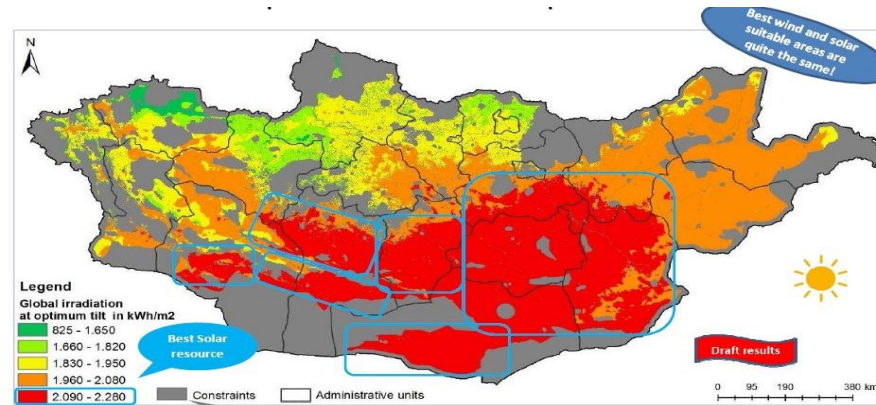 Best wind and solar
suitable areas are
quite the same!
N
Legend
Global irradiation
at optimum tilt in kWh/m2
825 - 1.650
1.660 - 1.820
1.830 - 1.950
1.960 - 2.080
2.090 - 2.280
Best Solar
resource
Constraints
Administrative units
Draft results
0 95 190 380 km